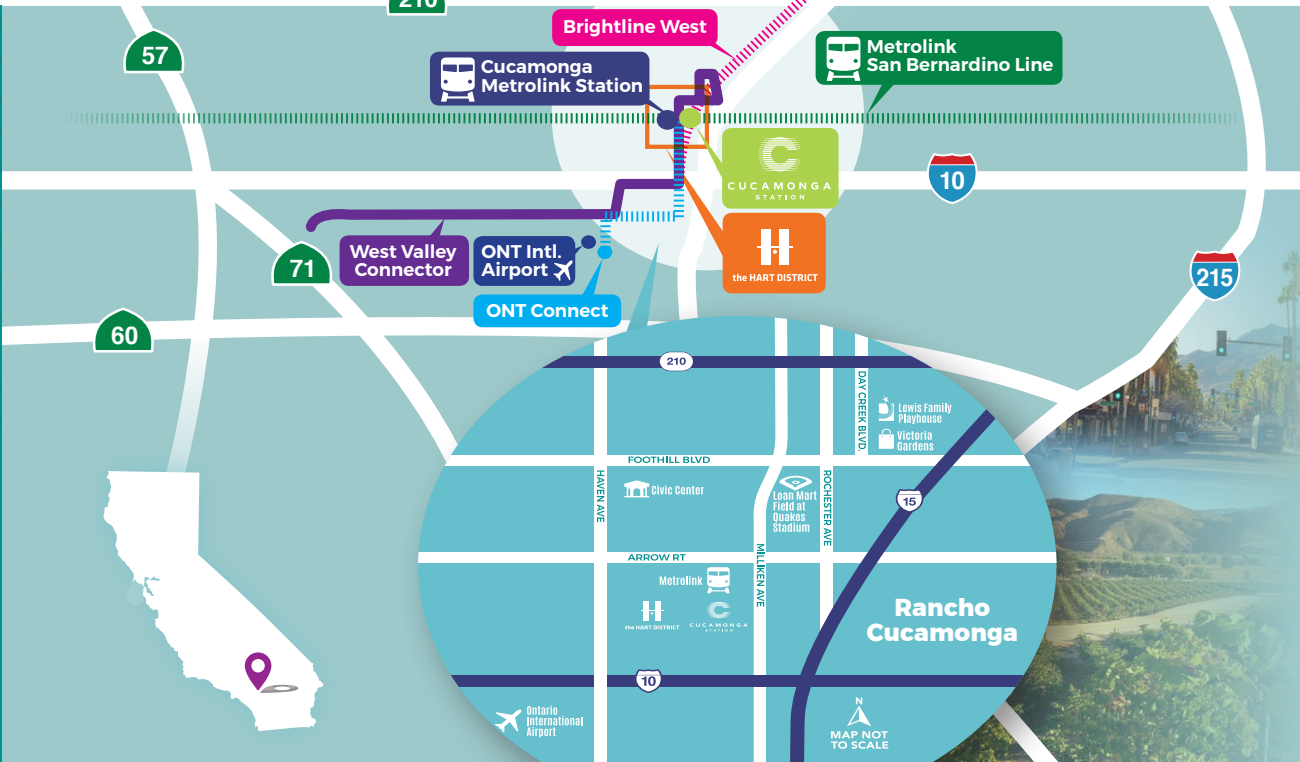 210
57
Brightline West
Cucamonga
Metrolink Station
Metrolink
San Bernardino Line
CUCAMONGA
STATION
10
the HART DISTRICT
West Valley
Connector
ONT Intl.
Airport
71
215
ONT Connect
60
210
DAY CREEK BLVD.
Lewis Family
Playhouse
Victoria
Gardens
FOOTHILL BLVD
HAVEN AVE
Civic Center
Loan Mart
Field at
Quakes
Stadium
ROCHESTER AVE
15
ARROW RT
MILLIKEN AVE
Metrolink
the HART DISTRICT
CUCAMONGA
STATION
Rancho
Cucamonga
10
Ontario
International
Airport
N
MAP NOT
TO SCALE